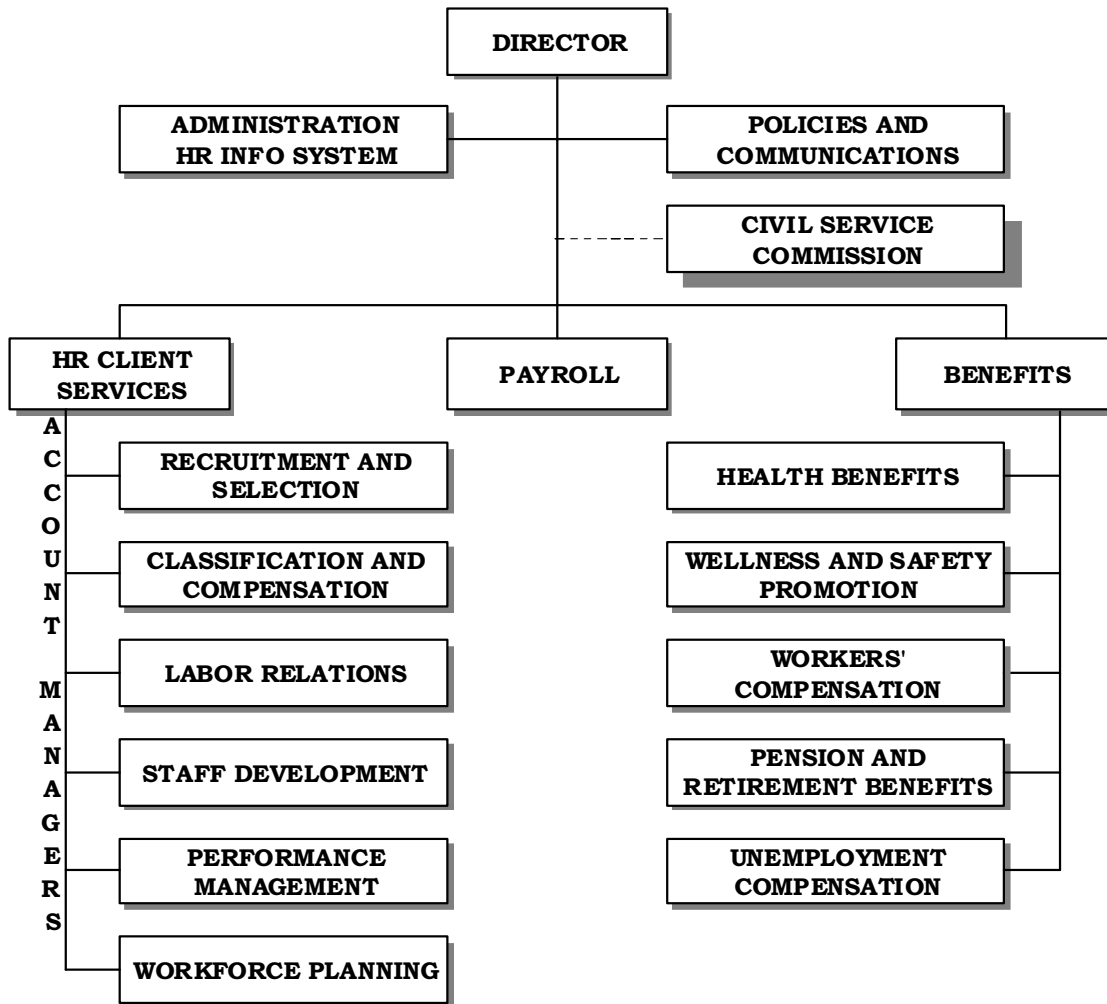 DIRECTOR
ADMINISTRATION
HR INFO SYSTEM
POLICIES AND
COMMUNICATIONS
CIVIL SERVICE
COMMISSION
HR CLIENT
SERVICES
PAYROLL
BENEFITS
ACCOUNT MANAGERS
RECRUITMENT AND
SELECTION
CLASSIFICATION AND
COMPENSATION
LABOR RELATIONS
STAFF DEVELOPMENT
PERFORMANCE
MANAGEMENT
WORKFORCE PLANNING
HEALTH BENEFITS
WELLNESS AND SAFETY
PROMOTION
WORKERS'
COMPENSATION
PENSION AND
RETIREMENT BENEFITS
UNEMPLOYMENT
COMPENSATION